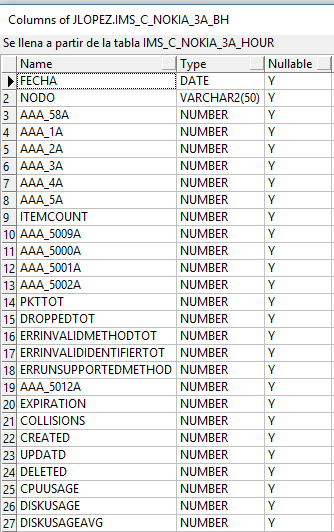 Columns of JLOPEZ.IMS_C_NOKIA_3A_BH
Se llena a partir de la tabla IMS_C_NOKIA_3A_HOUR
Name Type Nullable
FECHA DATE Y
2 NODO VARCHAR2(50) Y
3 AAA_58A NUMBER Y
4 AAA_1A NUMBER Y
5 AAA_2A NUMBER Y
6 AAA_3A NUMBER Y
7 AAA_4A NUMBER Y
8 AAA_5A NUMBER Y
9 ITEMCOUNT NUMBER Y
10 AAA_5009A NUMBER Y
11 AAA_5000A NUMBER Y
12 AAA_5001A NUMBER Y
13 AAA_5002A NUMBER Y
14 PKTTOT NUMBER Y
15 DROPPEDTOT NUMBER Y
16 ERRINVALIDMETHODTOT NUMBER Y
17 ERRINVALIDIDENTIFIERTOT NUMBER Y
18 ERRUNSUPPORTEDMETHOD NUMBER Y
19 AAA_5012A NUMBER Y
20 EXPIRATION NUMBER Y
21 COLLISIONS NUMBER Y
22 CREATED NUMBER Y
23 UPDATD NUMBER Y
24 DELETED NUMBER Y
25 CPUUSAGE NUMBER Y
26 DISKUSAGE NUMBER Y
27 DISKUSAGEAVG NUMBER Y